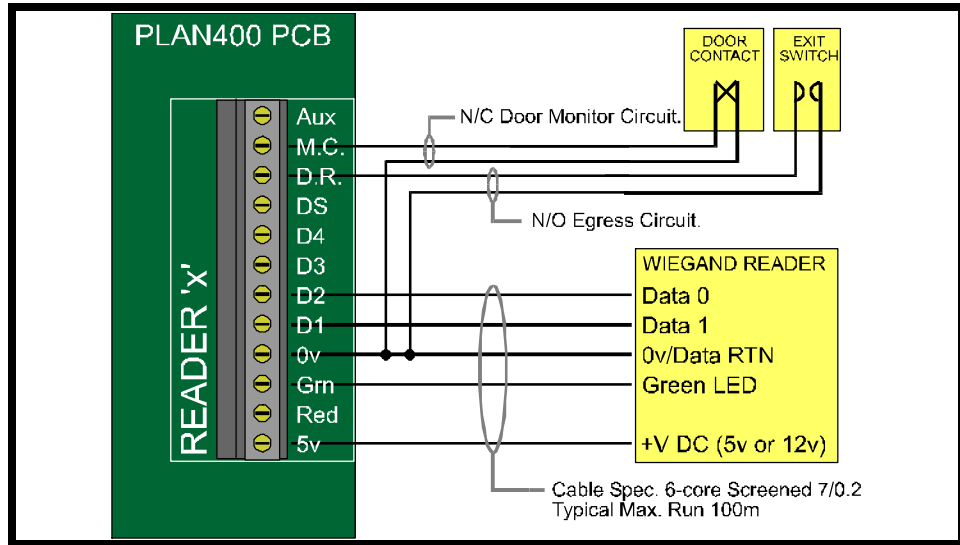 PLAN400 PCB
READER 'x'
Aux
M.C.
D.R.
DS
D4
D3
D2
D1
0v
Grn
Red
5v
N/C Door Monitor Circuit.
N/O Egress Circuit.
DOOR
CONTACT
EXIT
SWITCH
WIEGAND READER
Data 0
Data 1
0v/Data RTN
Green LED
+V DC (5v or 12v)
Cable Spec. 6-core Screened 7/0.2
Typical Max. Run 100m